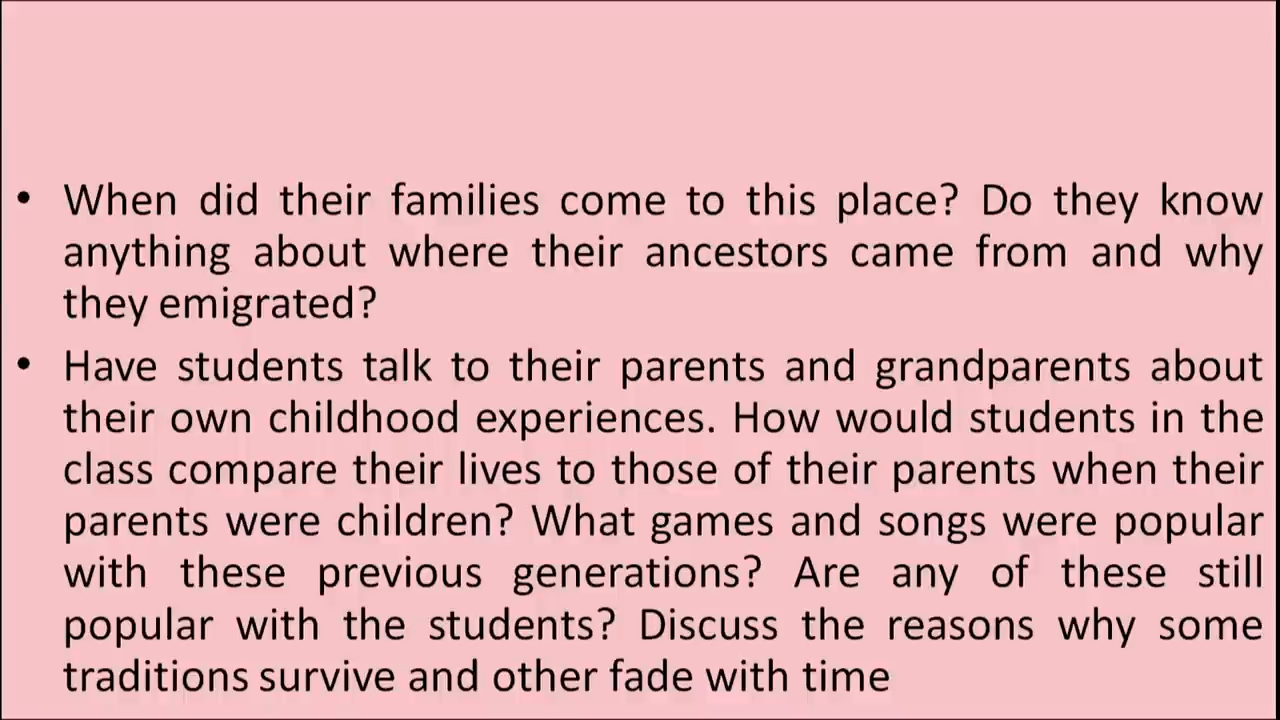 • When did their families come to this place? Do they know
anything about where their ancestors came from and why
they emigrated?
• Have students talk to their parents and grandparents about
their own childhood experiences. How would students in the
class compare their lives to those of their parents when their
parents were children? What games and songs were popular
with these previous generations? Are any of these still
popular with the students? Discuss the reasons why some
traditions survive and other fade with time